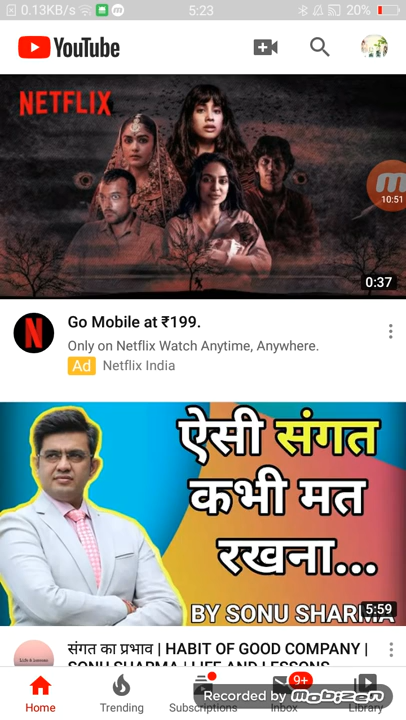 0.13KB/s
5:23
20%
YouTube
NETFLIX
10:51
0:37
Go Mobile at ₹199.
Only on Netflix Watch Anytime, Anywhere.
Ad Netflix India
ऐसी संगत
कभी मत
रखना...
BY SONU SHARMA
5:59
संगत का प्रभाव | HABIT OF GOOD COMPANY |
SONU SHARMA | LIFE AND LESSONS
9+
Recorded by mobizen
Home
Trending
Subscriptions
Inbox
Library